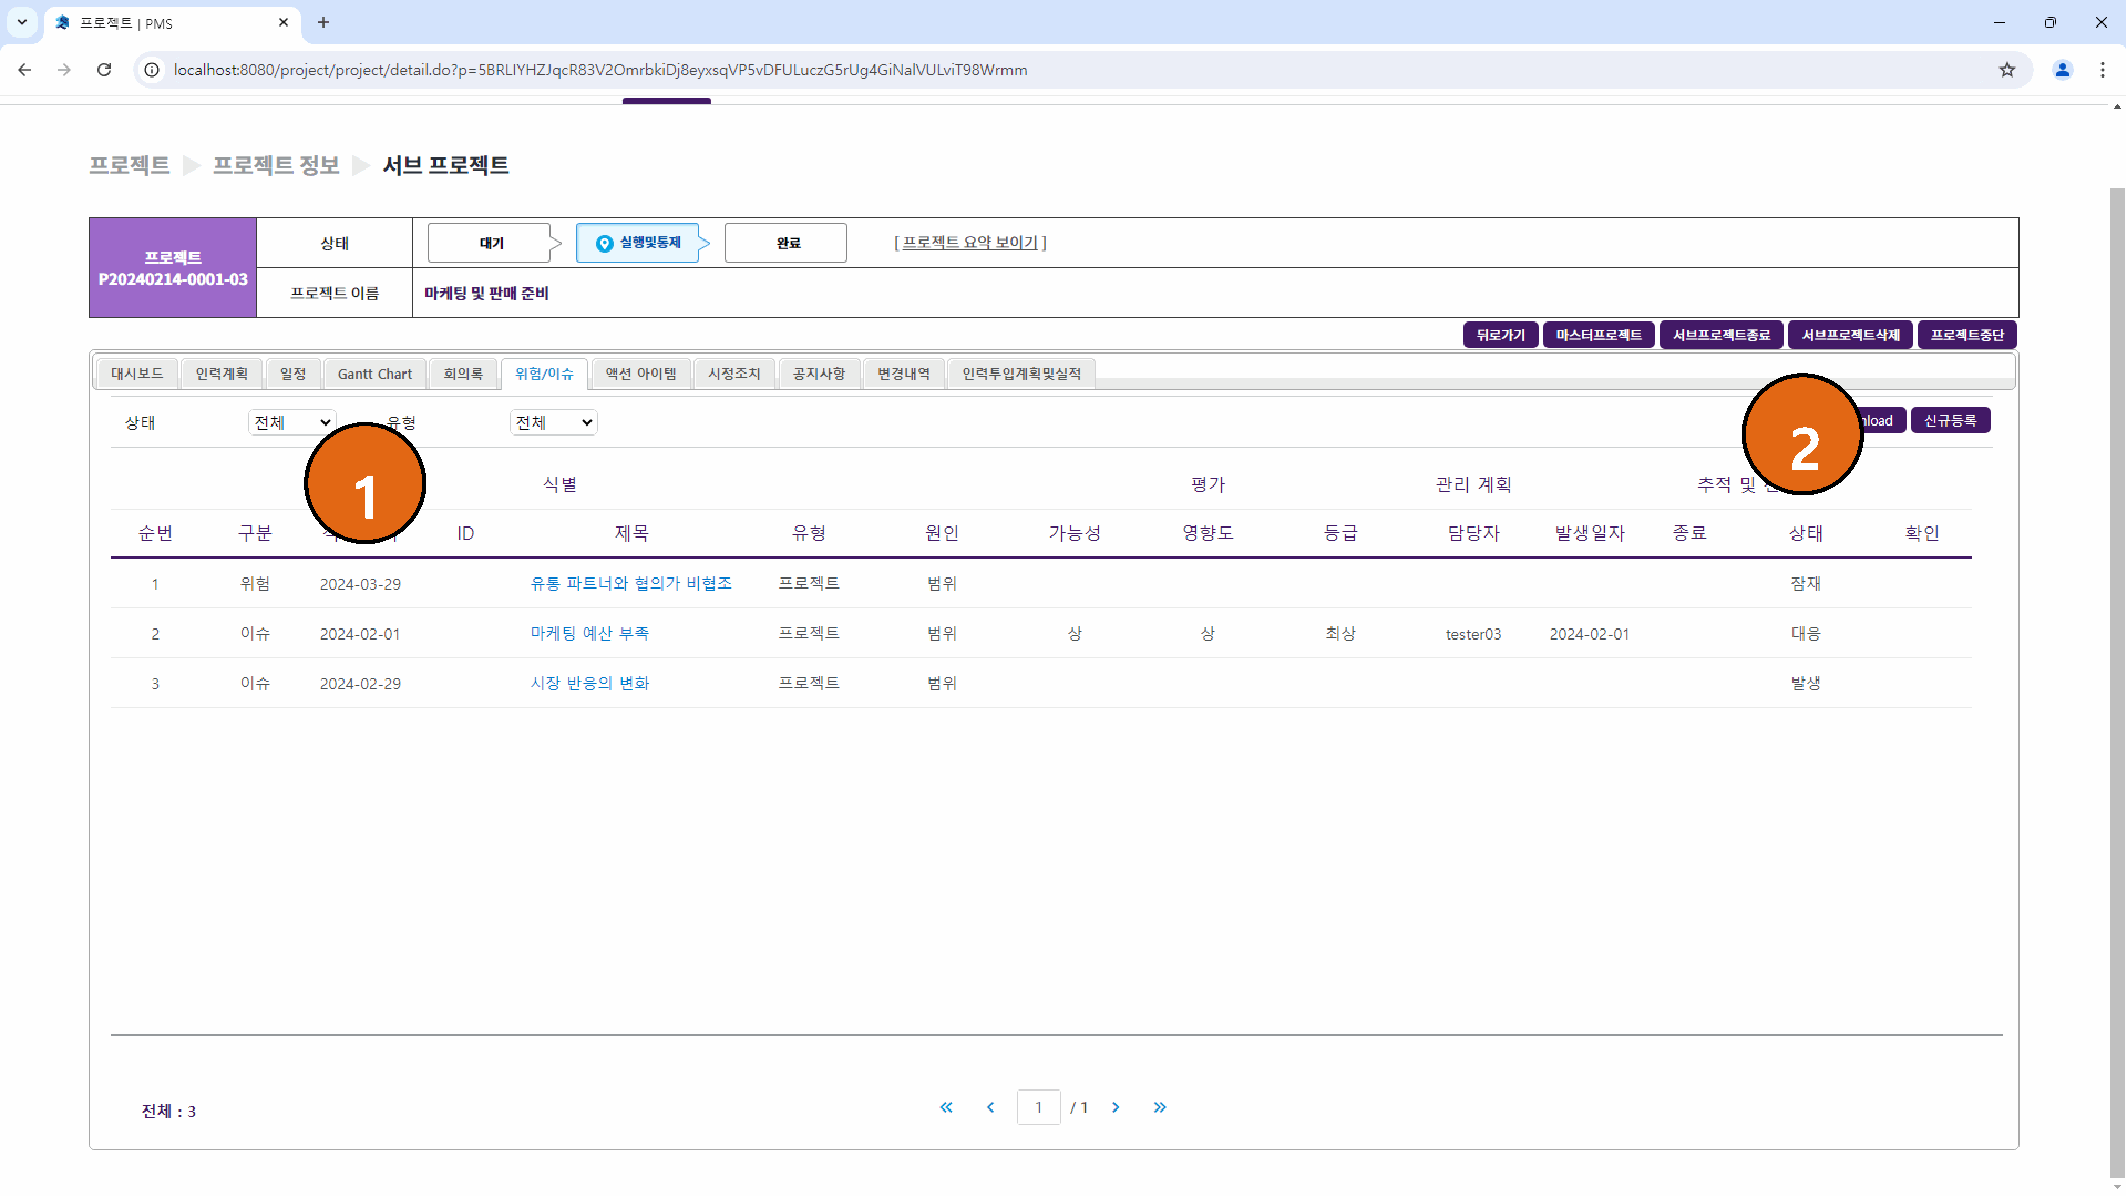 프로젝트 | PMS
localhost:8080/project/project/detail.do?p=5BRLIYHZJqcR83V2OmrbkiDj8eyxsqVP5vDFULuczG5rUg4GiNalVULviT98Wrmm
프로젝트 프로젝트 정보 서브 프로젝트
프로젝트
P20240214-0001-03
상태 대기 실행및통제 완료 [ 프로젝트 요약 보이기 ]
프로젝트 이름 마케팅 및 판매 준비
뒤로가기 마스터프로젝트 서브프로젝트종료 서브프로젝트삭제 프로젝트중단
대시보드 인력계획 일정 Gantt Chart 회의록 위험/이슈 액션 아이템 시정조치 공지사항 변경내역 인력투입계획및실적
상태 전체 유형 전체 신규등록
1
2
식별 평가 관리 계획 추적 및
순번 구분 ID 제목 유형 원인 가능성 영향도 등급 담당자 발생일자 종료 상태 확인
1 위험 2024-03-29 유통 파트너와 협의가 비협조 프로젝트 범위 잠재
2 이슈 2024-02-01 마케팅 예산 부족 프로젝트 범위 상 상 최상 tester03 2024-02-01 대응
3 이슈 2024-02-29 시장 반응의 변화 프로젝트 범위 발생
전체 : 3
« ‹ 1 / 1 › »